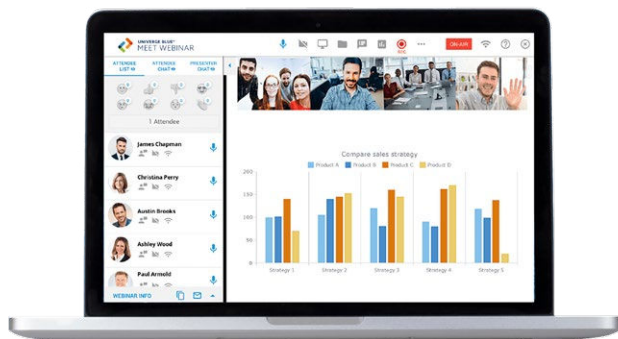 UNIVERGE BLUE®
MEET WEBINAR
REC
ON AIR
ATTENDEE
LIST
ATTENDEE
CHAT
PRESENTER
CHAT
1 Attendee
James Chapman
Christina Perry
Austin Brooks
Ashley Wood
Paul Arnold
WEBINAR INFO
Compare sales strategy
Product A
Product B
Product C
Product D
200
150
100
50
0
Strategy 1
Strategy 2
Strategy 3
Strategy 4
Strategy 5